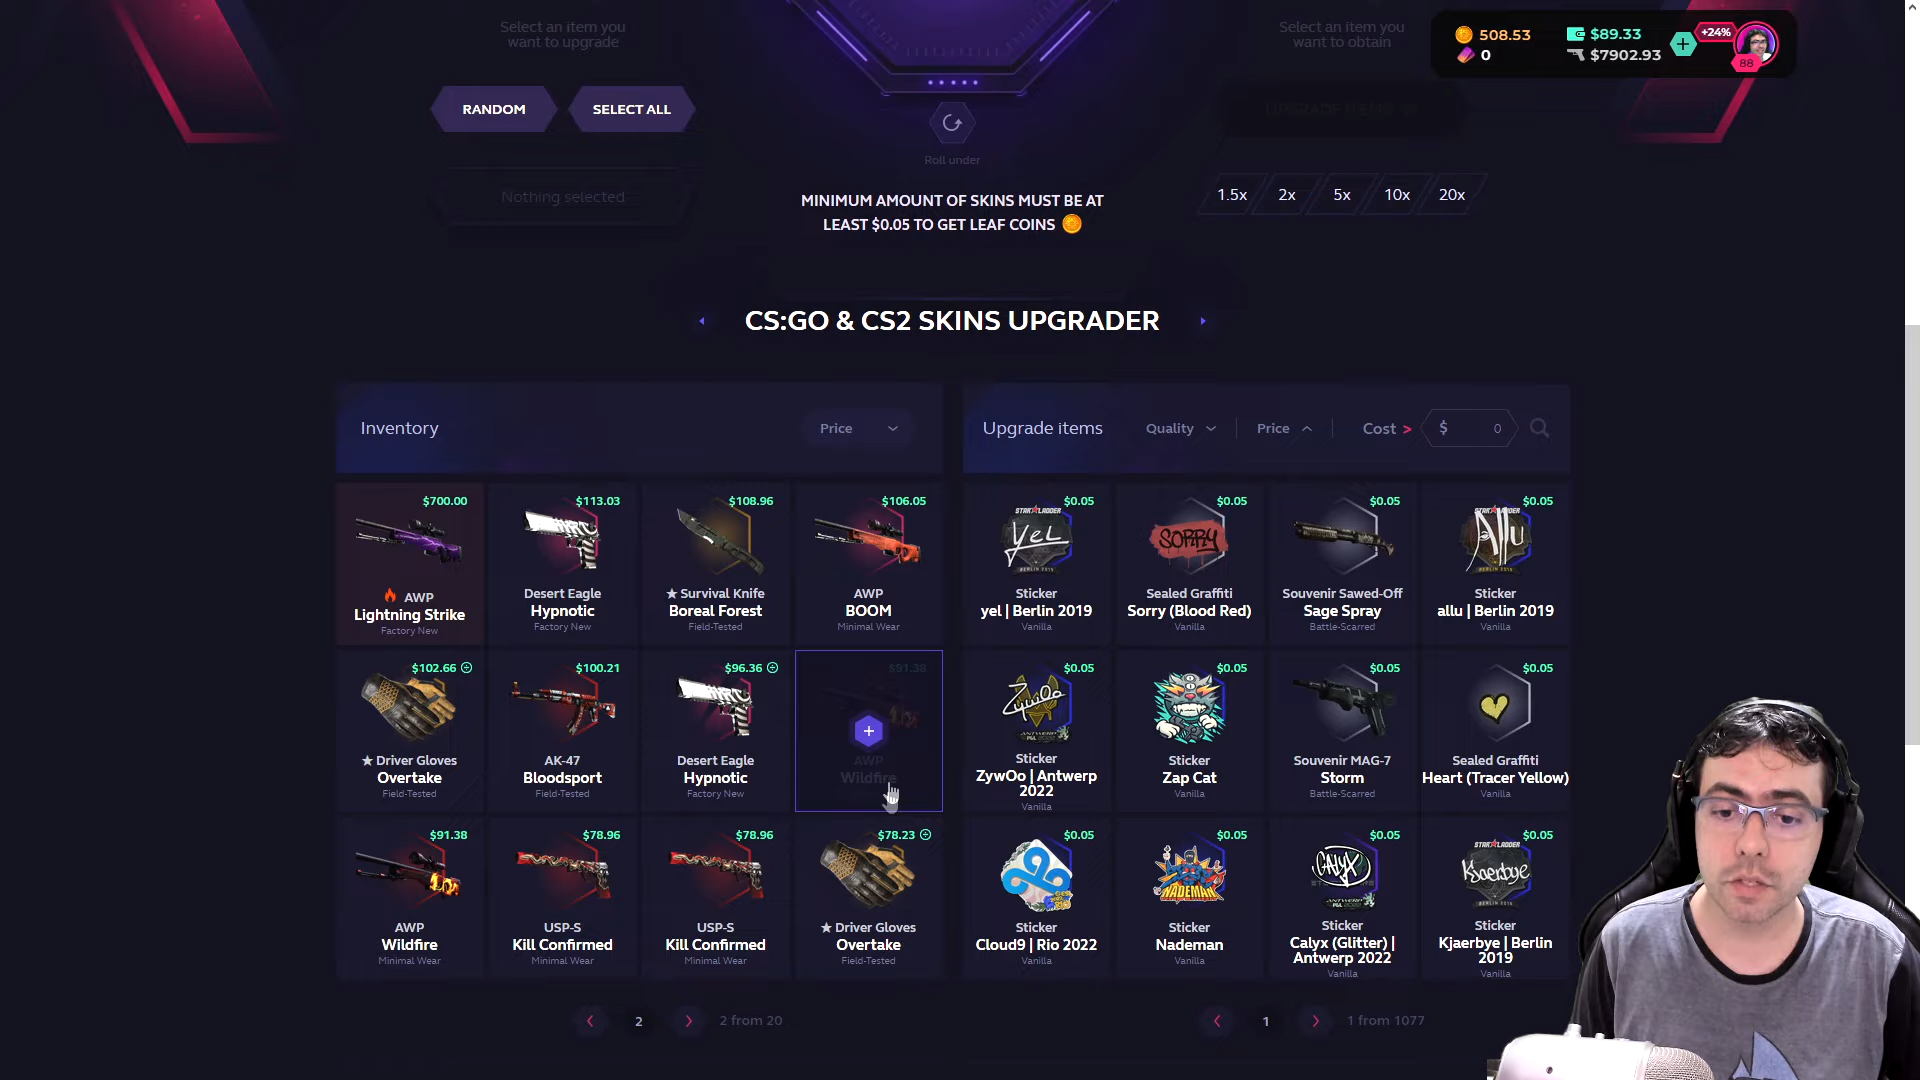 Select an item you
want to upgrade
Select an item you
want to obtain
508.53
$89.33
+24%
0
$7902.93
88
RANDOM
SELECT ALL
UPGRADE ITEMS
Roll under
Nothing selected
1.5x
2x
5x
10x
20x
MINIMUM AMOUNT OF SKINS MUST BE AT
LEAST $0.05 TO GET LEAF COINS
CS:GO & CS2 SKINS UPGRADER
Inventory
Price
Upgrade items
Quality
Price
Cost >
$ 0
$700.00
AWP
Lightning Strike
Factory New
$113.03
Desert Eagle
Hypnotic
Factory New
$108.96
★ Survival Knife
Boreal Forest
Field-Tested
$106.05
AWP
BOOM
Minimal Wear
$0.05
Sticker
yel | Berlin 2019
Vanilla
$0.05
SORRY
Sealed Graffiti
Sorry (Blood Red)
Vanilla
$0.05
Souvenir Sawed-Off
Sage Spray
Battle-Scarred
$0.05
Sticker
allu | Berlin 2019
Vanilla
$102.66
★ Driver Gloves
Overtake
Field-Tested
$100.21
AK-47
Bloodsport
Field-Tested
$96.36
Desert Eagle
Hypnotic
Factory New
$91.38
AWP
Wildfire
$0.05
Sticker
ZywOo | Antwerp
2022
Vanilla
$0.05
Sticker
Zap Cat
Vanilla
$0.05
Souvenir MAG-7
Storm
Battle-Scarred
$0.05
Sealed Graffiti
Heart (Tracer Yellow)
Vanilla
$91.38
AWP
Wildfire
Minimal Wear
$78.96
USP-S
Kill Confirmed
Minimal Wear
$78.96
USP-S
Kill Confirmed
Minimal Wear
$78.23
★ Driver Gloves
Overtake
Field-Tested
$0.05
Sticker
Cloud9 | Rio 2022
Vanilla
$0.05
NADEMAN
Sticker
Nademan
Vanilla
$0.05
CALYX
Sticker
Calyx (Glitter) |
Antwerp 2022
Vanilla
$0.05
Kjaerbye
Sticker
Kjaerbye | Berlin
2019
Vanilla
2
2 from 20
1
1 from 1077